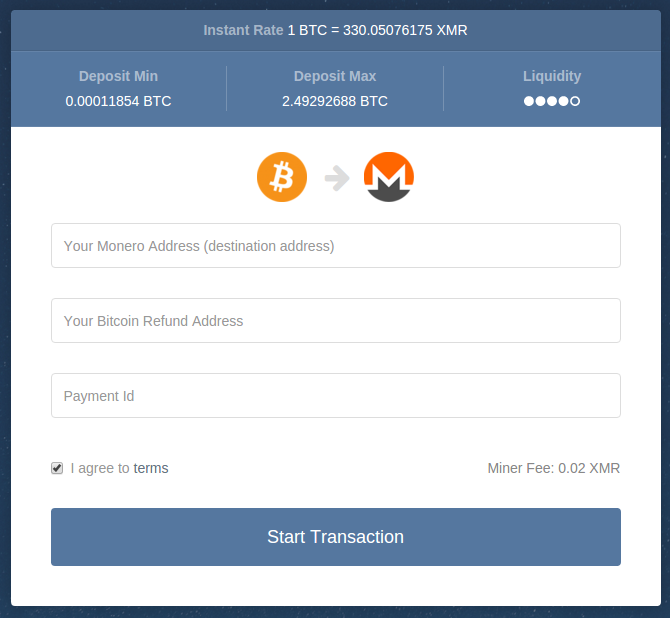 Instant Rate 1 BTC = 330.05076175 XMR
Deposit Min
0.00011854 BTC
Deposit Max
2.49292688 BTC
Liquidity
Your Monero Address (destination address)
Your Bitcoin Refund Address
Payment Id
I agree to terms
Miner Fee: 0.02 XMR
Start Transaction